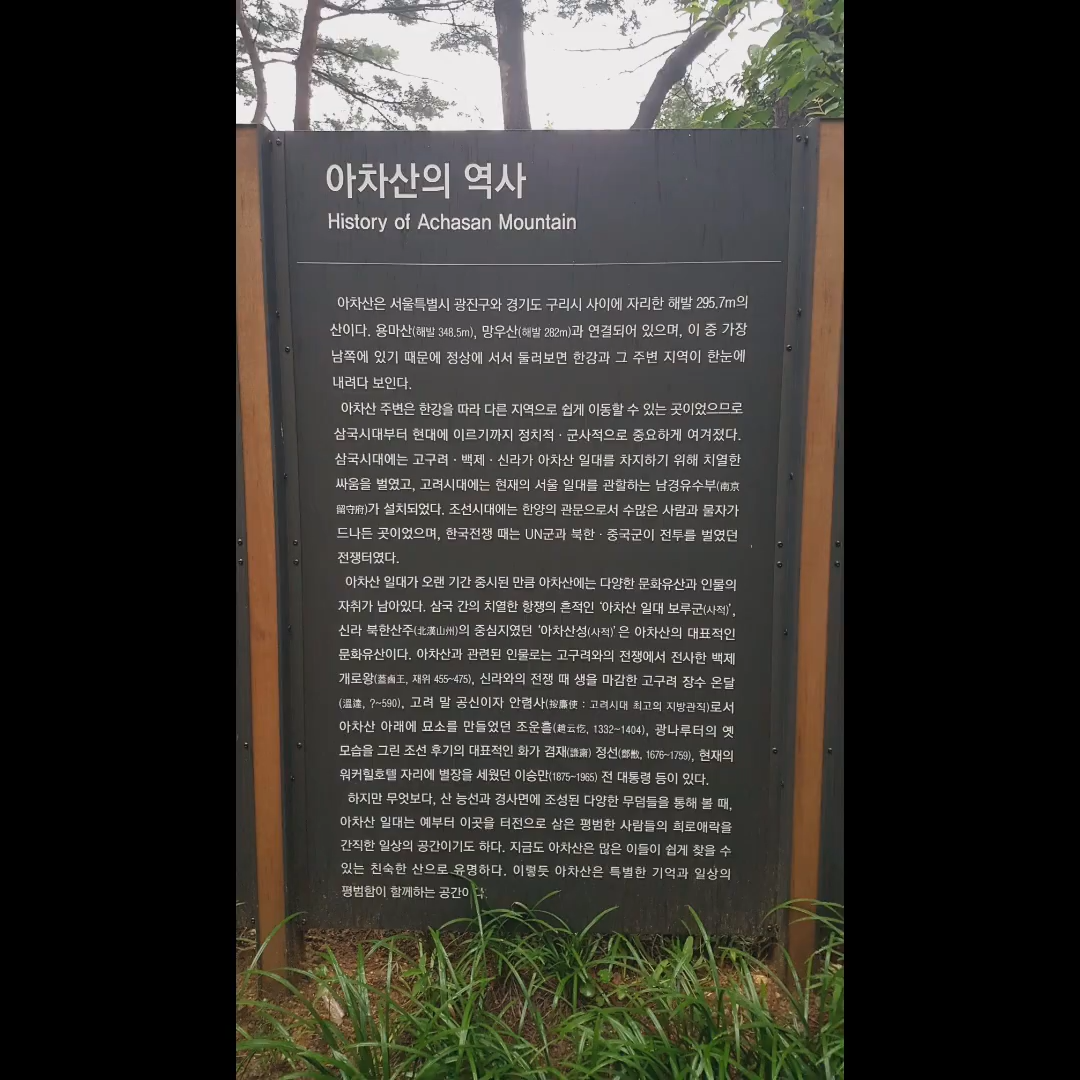 아차산의 역사
History of Achasan Mountain
아차산은 서울특별시 광진구와 경기도 구리시 사이에 자리한 해발 295.7m의
산이다. 용마산(해발 348.5m), 망우산(해발 282m)과 연결되어 있으며, 이 중 가장
남쪽에 있기 때문에 정상에 서서 둘러보면 한강과 그 주변 지역이 한눈에
내려다 보인다.
아차산 주변은 한강을 따라 다른 지역으로 쉽게 이동할 수 있는 곳이었으므로
삼국시대부터 현대에 이르기까지 정치적 · 군사적으로 중요하게 여겨졌다.
삼국시대에는 고구려 · 백제 · 신라가 아차산 일대를 차지하기 위해 치열한
싸움을 벌였고, 고려시대에는 현재의 서울 일대를 관할하는 남경유수부(南京
留守府)가 설치되었다. 조선시대에는 한양의 관문으로서 수많은 사람과 물자가
드나든 곳이었으며, 한국전쟁 때는 UN군과 북한 · 중국군이 전투를 벌였던
전쟁터였다.
아차산 일대가 오랜 기간 중시된 만큼 아차산에는 다양한 문화유산과 인물의
자취가 남아있다. 삼국 간의 치열한 항쟁의 흔적인 ‘아차산 일대 보루군(사적)’,
신라 북한산주(北漢山州)의 중심지였던 ‘아차산성(사적)’은 아차산의 대표적인
문화유산이다. 아차산과 관련된 인물로는 고구려와의 전쟁에서 전사한 백제
개로왕(蓋鹵王, 재위 455~475), 신라와의 전쟁 때 생을 마감한 고구려 장수 온달
(溫達, ?~590), 고려 말 공신이자 안렴사(按廉使 : 고려시대 최고의 지방관직)로서
아차산 아래에 묘소를 만들었던 조운흘(趙云仡, 1332~1404), 광나루터의 옛
모습을 그린 조선 후기의 대표적인 화가 겸재(謙齋) 정선(鄭敾, 1676~1759), 현재의
워커힐호텔 자리에 별장을 세웠던 이승만(1875~1965) 전 대통령 등이 있다.
하지만 무엇보다, 산 능선과 경사면에 조성된 다양한 무덤들을 통해 볼 때,
아차산 일대는 예부터 이곳을 터전으로 삼은 평범한 사람들의 희로애락을
간직한 일상의 공간이기도 하다. 지금도 아차산은 많은 이들이 쉽게 찾을 수
있는 친숙한 산으로 유명하다. 이렇듯 아차산은 특별한 기억과 일상의
평범함이 함께하는 공간이다.